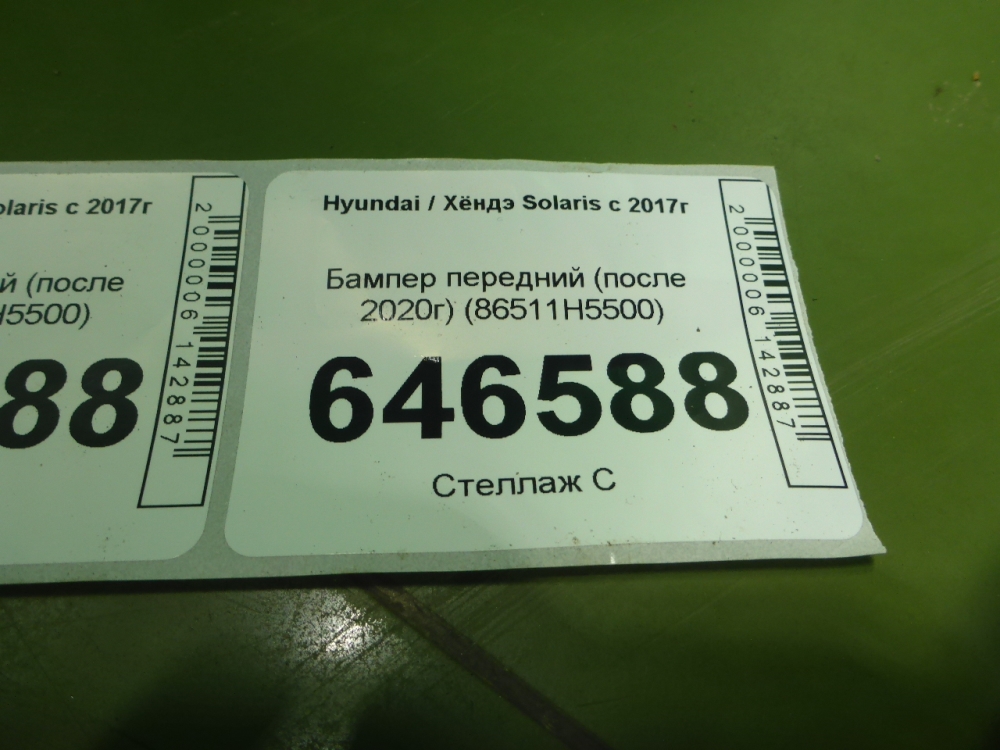 olaris с 2017г
й (после
H5500)
88
2000006142887
Hyundai / Хёндэ Solaris с 2017г
Бампер передний (после
2020г) (86511H5500)
646588
Стеллаж С
2000006142887